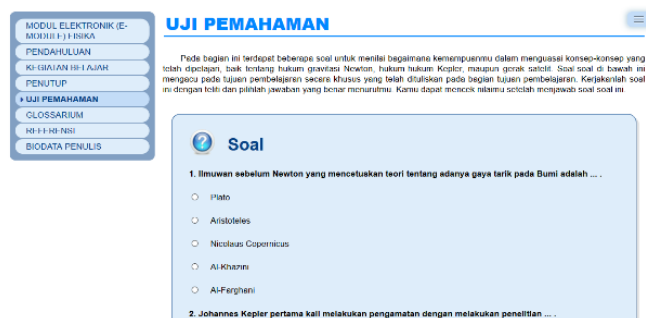 MODUL ELEKTRONIK (E-
MODULE) FISIKA
PENDAHULUAN
KEGIATAN BELAJAR
PENUTUP
UJI PEMAHAMAN
GLOSSARIUM
REFERENSI
BIODATA PENULIS
UJI PEMAHAMAN
Pada bagian ini terdapat beberapa soal untuk menilai bagaimana kemampuanmu dalam menguasai konsep-konsep yang
telah dipelajari, baik tentang hukum gravitasi Newton, hukum hukum Kepler, maupun gerak satelit. Soal soal di bawah ini
mengacu pada tujuan pembelajaran secara khusus yang telah dituliskan pada bagian tujuan pembelajaran. Kerjakanlah soal
ini dengan teliti dan pilihlah jawaban yang benar menurutmu. Kamu dapat mencek nilaimu setelah menjawab soal soal ini.
Soal
1. Ilmuwan sebelum Newton yang mencetuskan teori tentang adanya gaya tarik pada Bumi adalah ... .
Plato
Aristoteles
Nicolaus Copernicus
Al-Khazini
Al-Farghani
2. Johannes Kepler pertama kali melakukan pengamatan dengan melakukan penelitian ... .